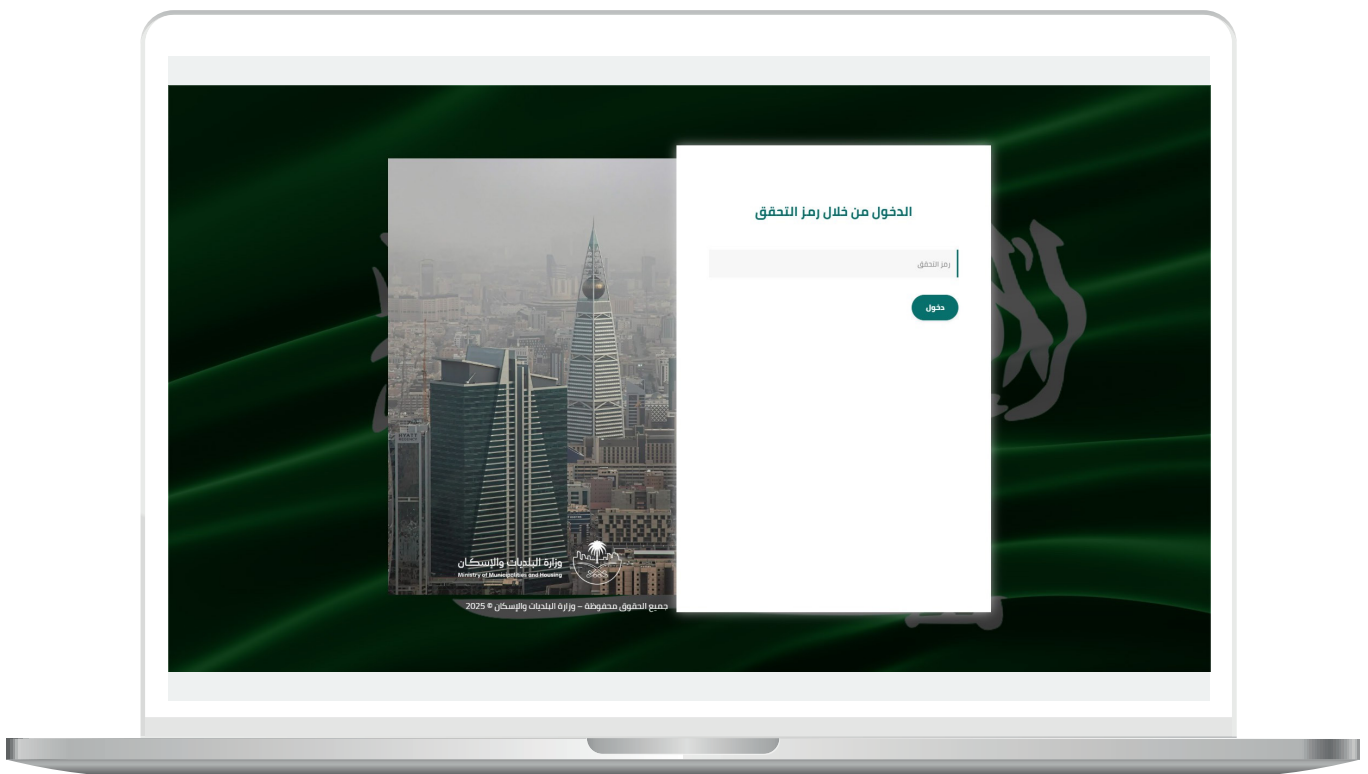 الدخول من خلال رمز التحقق
رمز التحقق
دخول
وزارة البلديات والإسكان
Ministry of Municipalities and Housing
جميع الحقوق محفوظة – وزارة البلديات والإسكان © 2025